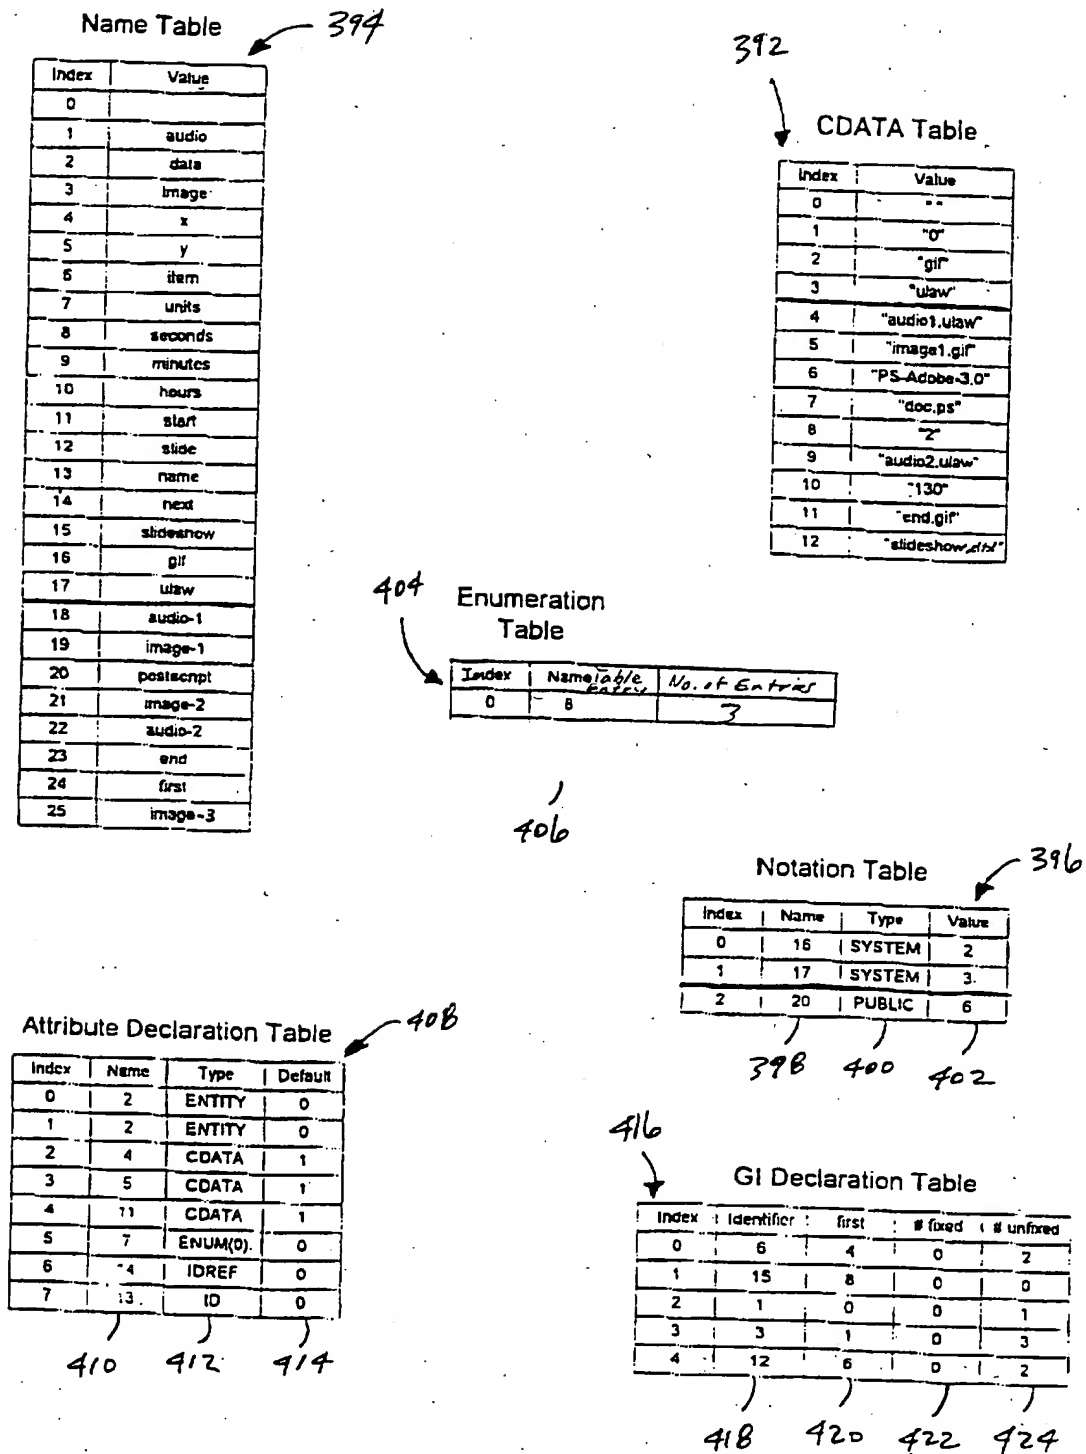 Name Table
394
Index Value
0
1 audio
2 data
3 image
4 x
5 y
6 item
7 units
8 seconds
9 minutes
10 hours
11 start
12 slide
13 name
14 next
15 slideshow
16 gif
17 ulaw
18 audio-1
19 image-1
20 postscript
21 image-2
22 audio-2
23 end
24 first
25 image-3
392
CDATA Table
Index Value
0 " "
1 "0"
2 "gif"
3 "ulaw"
4 "audio1.ulaw"
5 "image1.gif"
6 "PS-Adobe-3.0"
7 "doc.ps"
8 "2"
9 "audio2.ulaw"
10 "130"
11 "end.gif"
12 "slideshow.dtd"
404
Enumeration
Table
Index Name Table Entry No. of Entries
0 8 3
406
Notation Table
396
Index Name Type Value
0 16 SYSTEM 2
1 17 SYSTEM 3
2 20 PUBLIC 6
398 400 402
Attribute Declaration Table
408
Index Name Type Default
0 2 ENTITY 0
1 2 ENTITY 0
2 4 CDATA 1
3 5 CDATA 1
4 11 CDATA 1
5 7 ENUM(0). 0
6 14 IDREF 0
7 13 ID 0
410 412 414
416
GI Declaration Table
Index Identifier first # fixed # unfixed
0 6 4 0 2
1 15 8 0 0
2 1 0 0 1
3 3 1 0 3
4 12 6 0 2
418 420 422 424